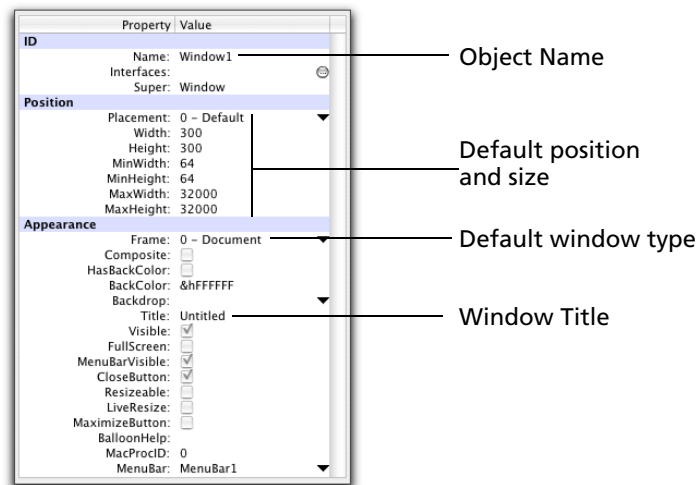 Property Value
ID
Name: Window1
Interfaces:
Super: Window
Position
Placement: 0 – Default
Width: 300
Height: 300
MinWidth: 64
MinHeight: 64
MaxWidth: 32000
MaxHeight: 32000
Appearance
Frame: 0 – Document
Composite:
HasBackColor:
BackColor: &hFFFFFF
Backdrop:
Title: Untitled
Visible:
FullScreen:
MenuBarVisible:
CloseButton:
Resizeable:
LiveResize:
MaximizeButton:
BalloonHelp:
MacProcID: 0
MenuBar: MenuBar1
Object Name
Default position
and size
Default window type
Window Title